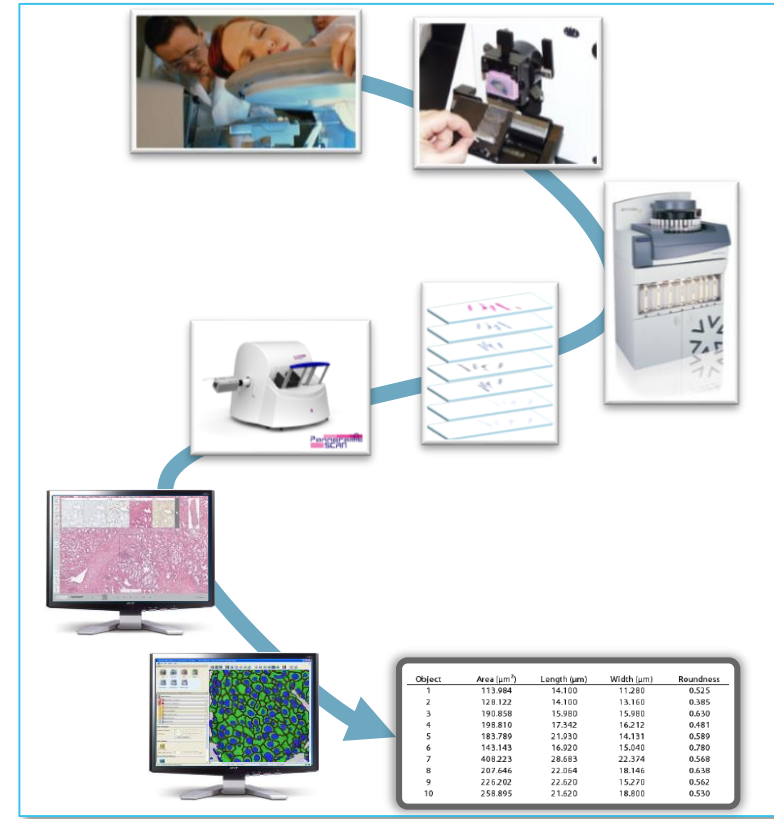 Pannoramic
SCAN
Object Area (µm²) Length (µm) Width (µm) Roundness
1 113.984 14.100 11.280 0.525
2 128.122 14.100 13.160 0.385
3 190.858 15.980 15.980 0.630
4 198.810 17.342 16.212 0.481
5 183.789 21.930 14.131 0.589
6 143.143 16.920 15.040 0.780
7 408.223 28.683 22.374 0.568
8 207.646 22.064 18.146 0.638
9 226.202 22.620 15.270 0.562
10 258.895 21.620 18.800 0.530